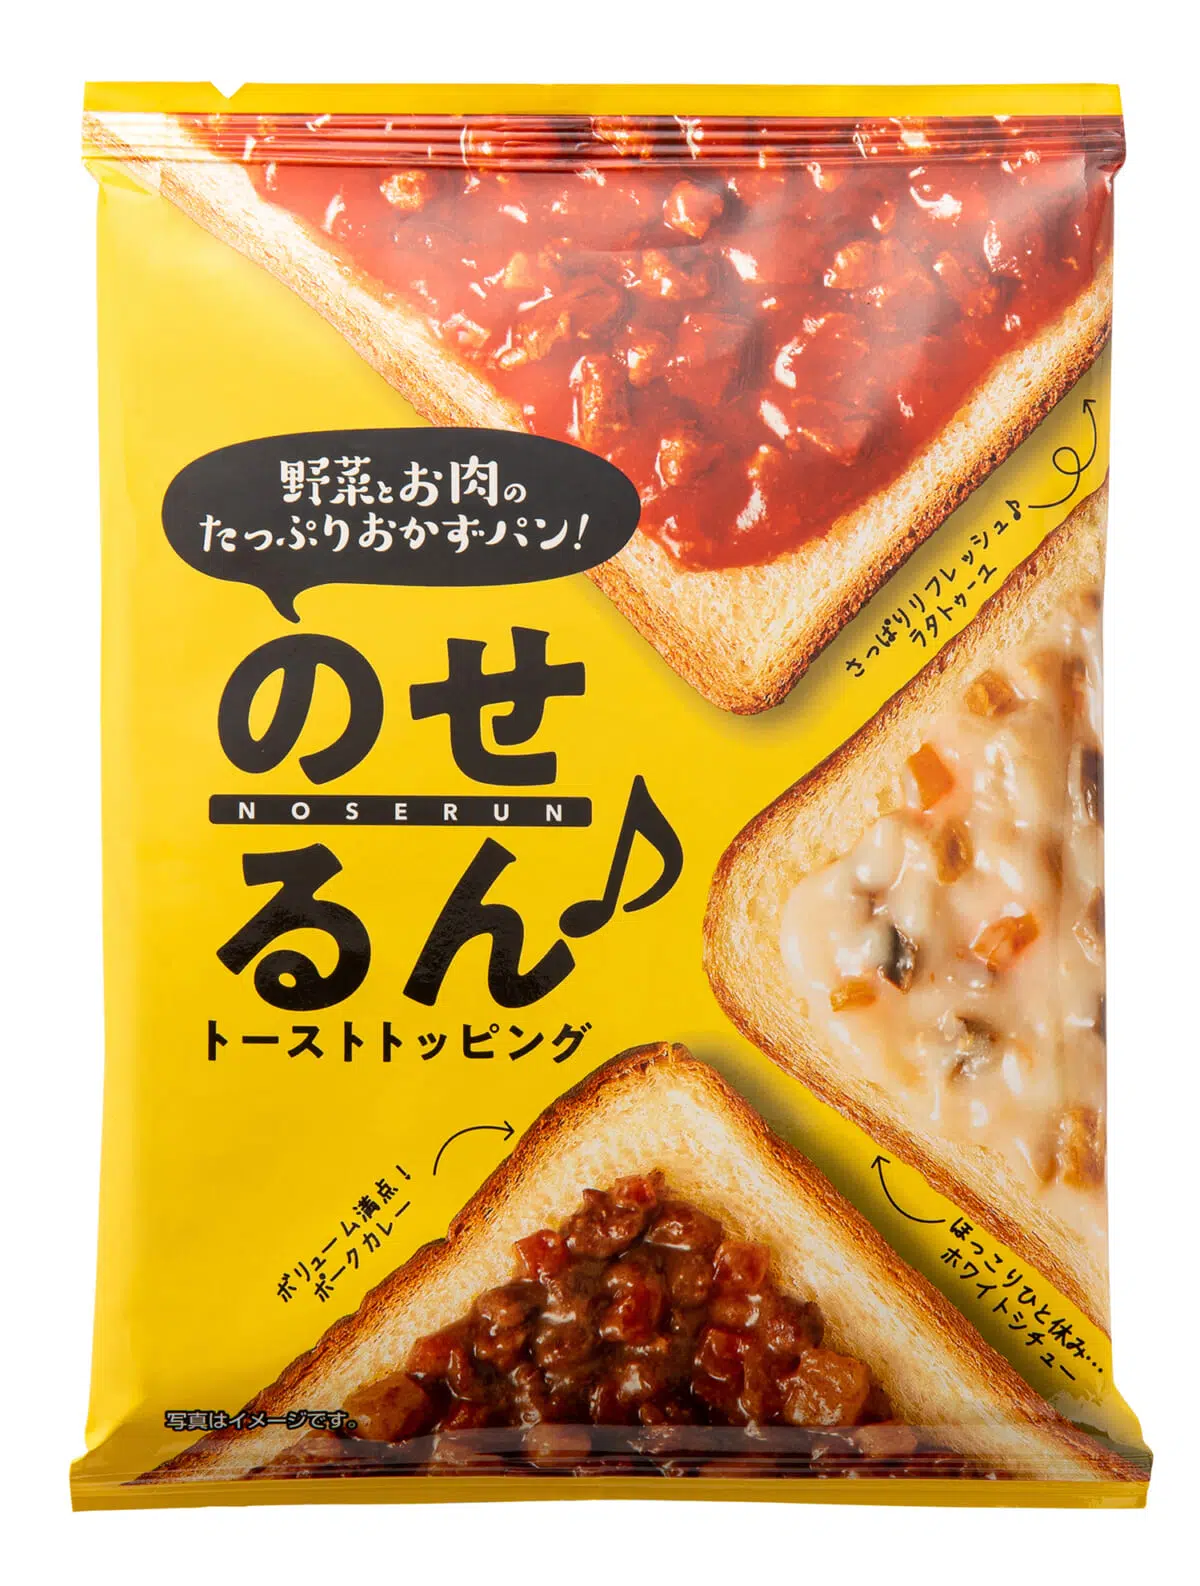 野菜とお肉の
たっぷりおかずパン!
のせ
NOSERUN
るん♪
トーストトッピング
さっぱりリフレッシュ♪
ラタトゥーユ
ほっこりひと休み…
ホワイトシチュー
ボリューム満点!
ポークカレー
写真はイメージです。